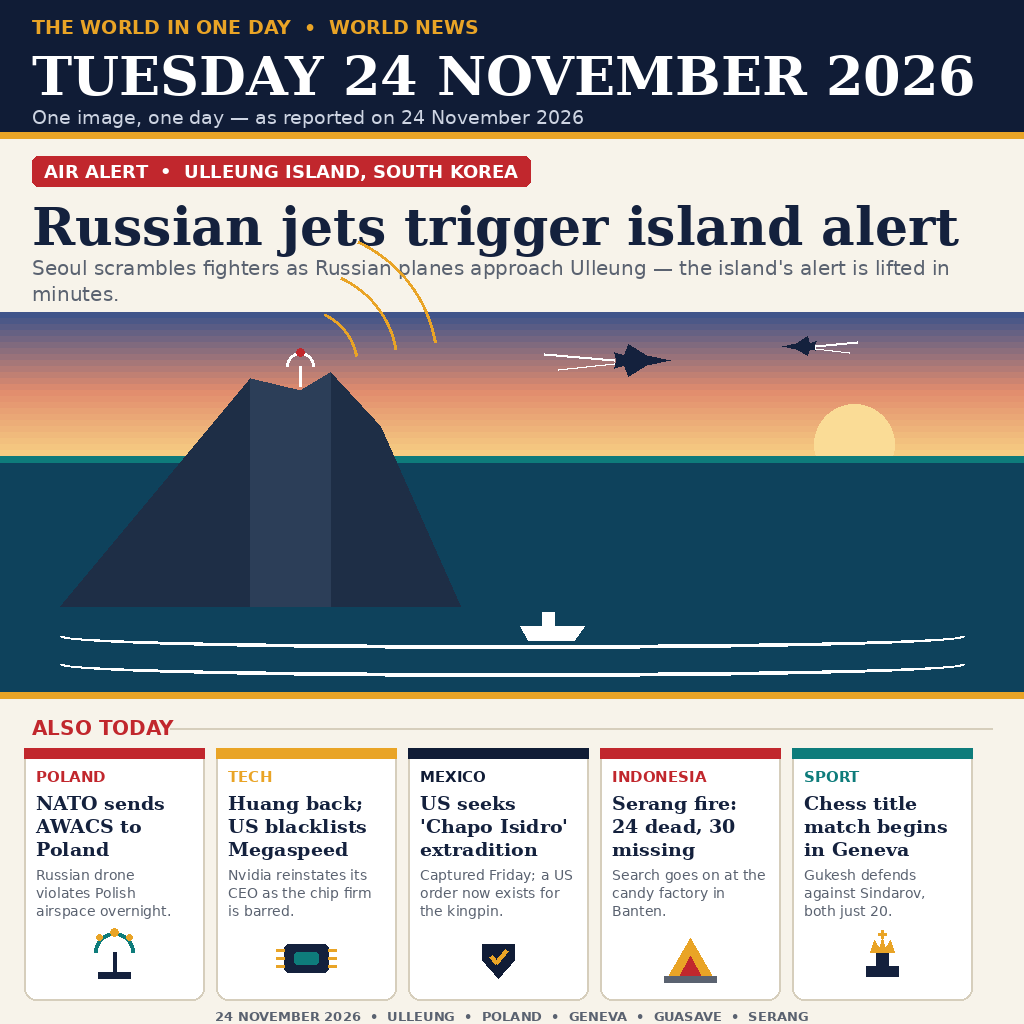 THE WORLD IN ONE DAY • WORLD NEWS
TUESDAY 24 NOVEMBER 2026
One image, one day — as reported on 24 November 2026
AIR ALERT • ULLEUNG ISLAND, SOUTH KOREA
Russian jets trigger island alert
Seoul scrambles fighters as Russian planes approach Ulleung — the island's alert is lifted in
minutes.
ALSO TODAY
POLAND
NATO sends
AWACS to
Poland
Russian drone
violates Polish
airspace overnight.
TECH
Huang back;
US blacklists
Megaspeed
Nvidia reinstates its
CEO as the chip firm
is barred.
MEXICO
US seeks
'Chapo Isidro'
extradition
Captured Friday; a US
order now exists for
the kingpin.
INDONESIA
Serang fire:
24 dead, 30
missing
Search goes on at the
candy factory in
Banten.
SPORT
Chess title
match begins
in Geneva
Gukesh defends
against Sindarov,
both just 20.
24 NOVEMBER 2026 • ULLEUNG • POLAND • GENEVA • GUASAVE • SERANG